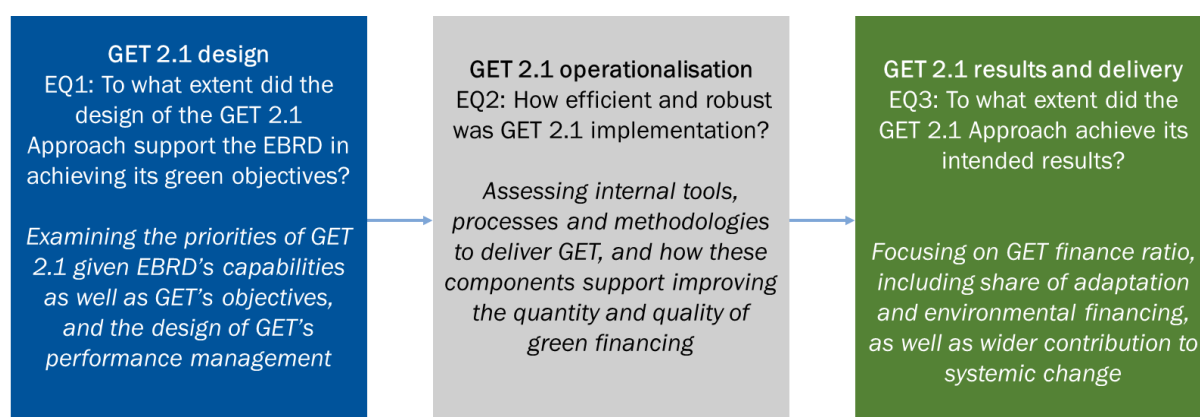 GET 2.1 design
EQ1: To what extent did the
design of the GET 2.1
Approach support the EBRD in
achieving its green objectives?
Examining the priorities of GET
2.1 given EBRD’s capabilities
as well as GET’s objectives,
and the design of GET’s
performance management
GET 2.1 operationalisation
EQ2: How efficient and robust
was GET 2.1 implementation?
Assessing internal tools,
processes and methodologies
to deliver GET, and how these
components support improving
the quantity and quality of
green financing
GET 2.1 results and delivery
EQ3: To what extent did the
GET 2.1 Approach achieve its
intended results?
Focusing on GET finance ratio,
including share of adaptation
and environmental financing,
as well as wider contribution to
systemic change